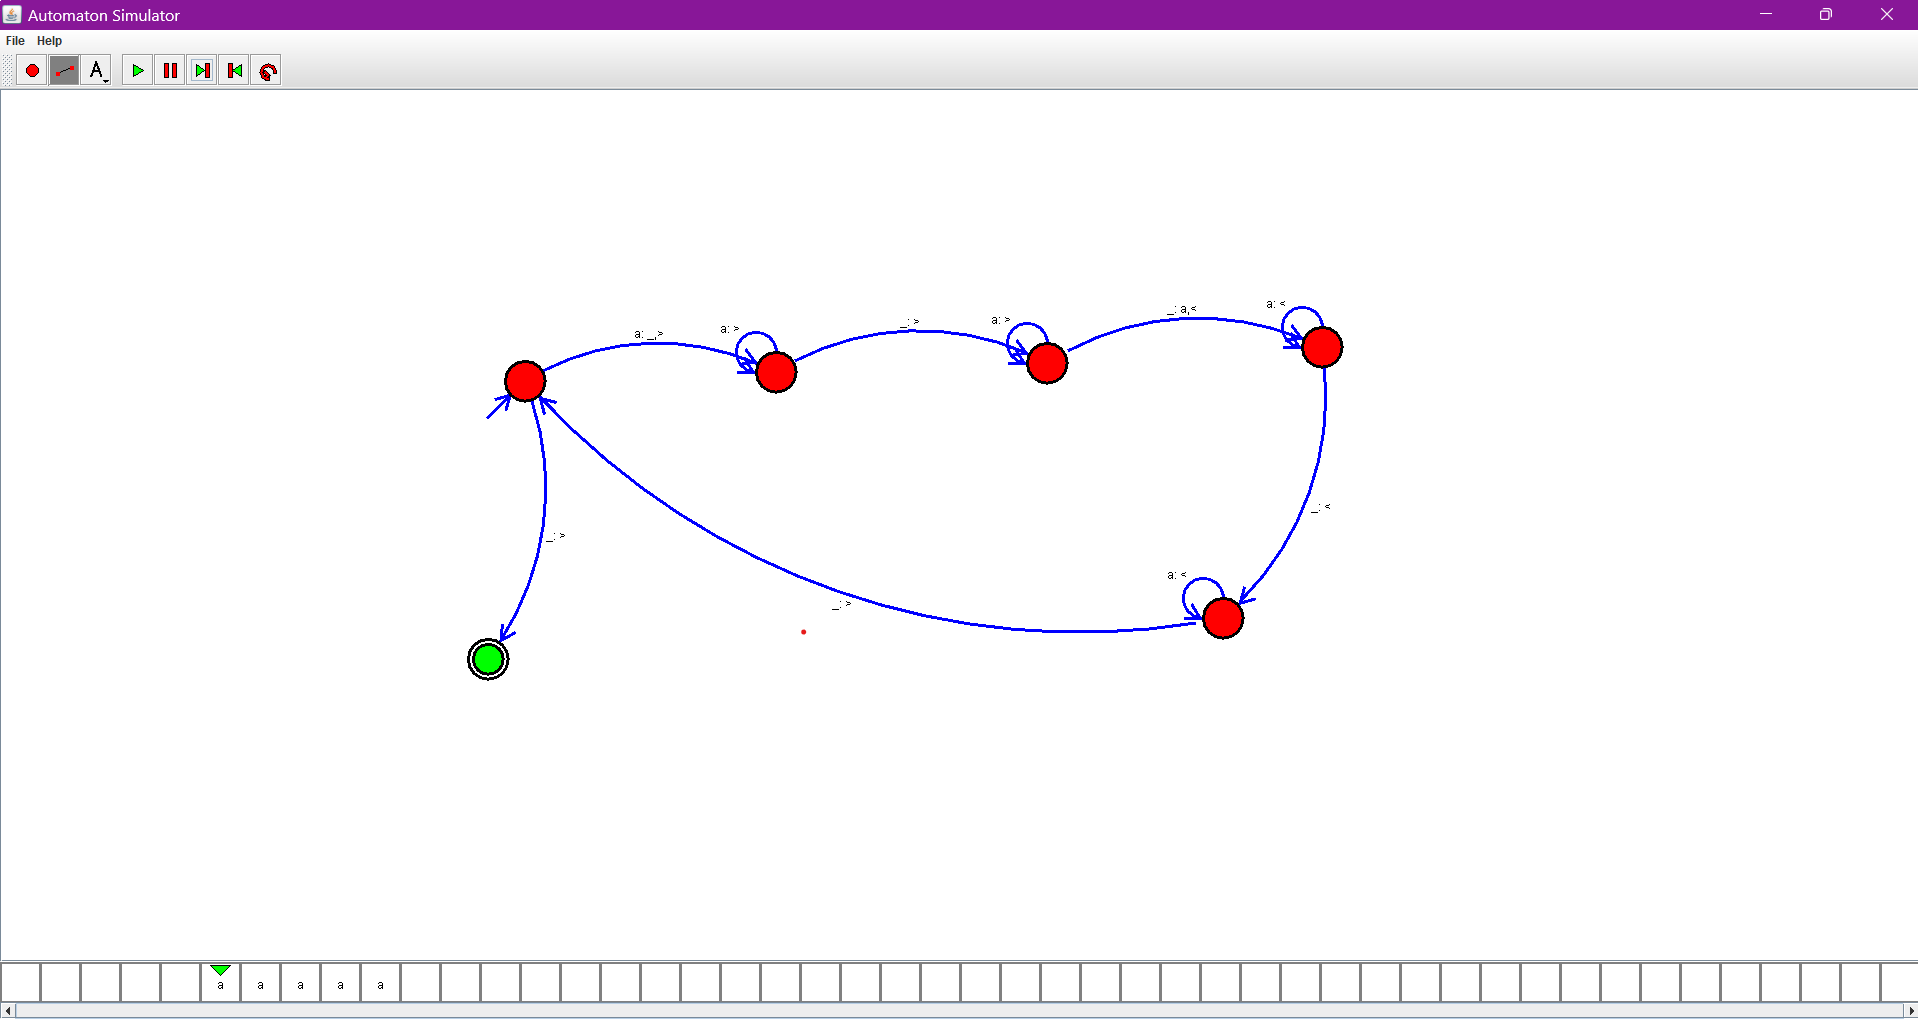 Automaton Simulator
File Help
A
a: <
a: _,> a: > _: > a: > _: a,<
_: <
_: >
a: <
_: >
a a a a a